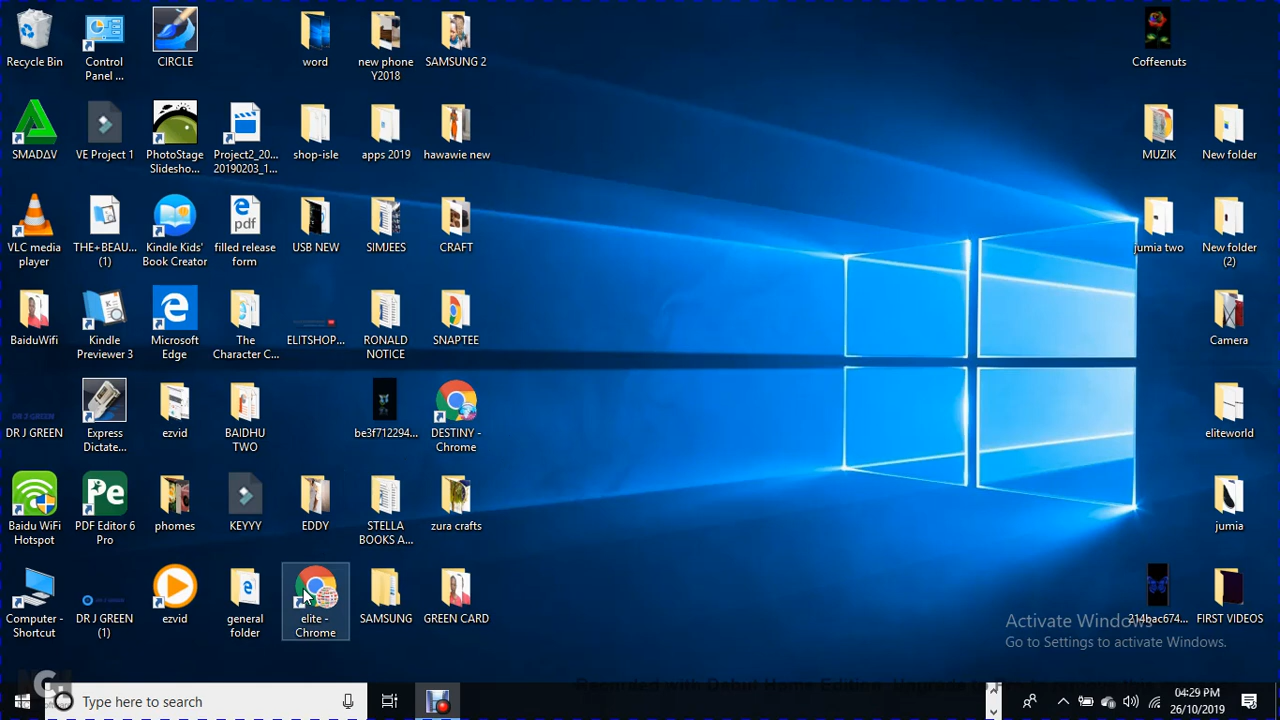 Recycle Bin
Control
Panel ...
CIRCLE
word
new phone
Y2018
SAMSUNG 2
Coffeenuts
SMADΔV
VE Project 1
PhotoStage
Slidesho...
Project2_20...
20190203_1...
shop-isle
apps 2019
hawawie new
MUZIK
New folder
VLC media
player
THE+BEAU...
(1)
Kindle Kids'
Book Creator
pdf
filled release
form
USB NEW
SIMJEES
CRAFT
jumia two
New folder
(2)
BaiduWifi
Kindle
Previewer 3
Microsoft
Edge
The
Character C...
ELITSHOP...
RONALD
NOTICE
SNAPTEE
Camera
DR J GREEN
Express
Dictate...
ezvid
BAIDHU
TWO
be3f712294...
DESTINY -
Chrome
eliteworld
Baidu WiFi
Hotspot
Pe
PDF Editor 6
Pro
phomes
KEYYY
EDDY
STELLA
BOOKS A...
zura crafts
jumia
Computer -
Shortcut
DR J GREEN
(1)
ezvid
general
folder
elite -
Chrome
SAMSUNG
GREEN CARD
214bac674...
FIRST VIDEOS
Activate Windows
Go to Settings to activate Windows.
Type here to search
04:29 PM
26/10/2019